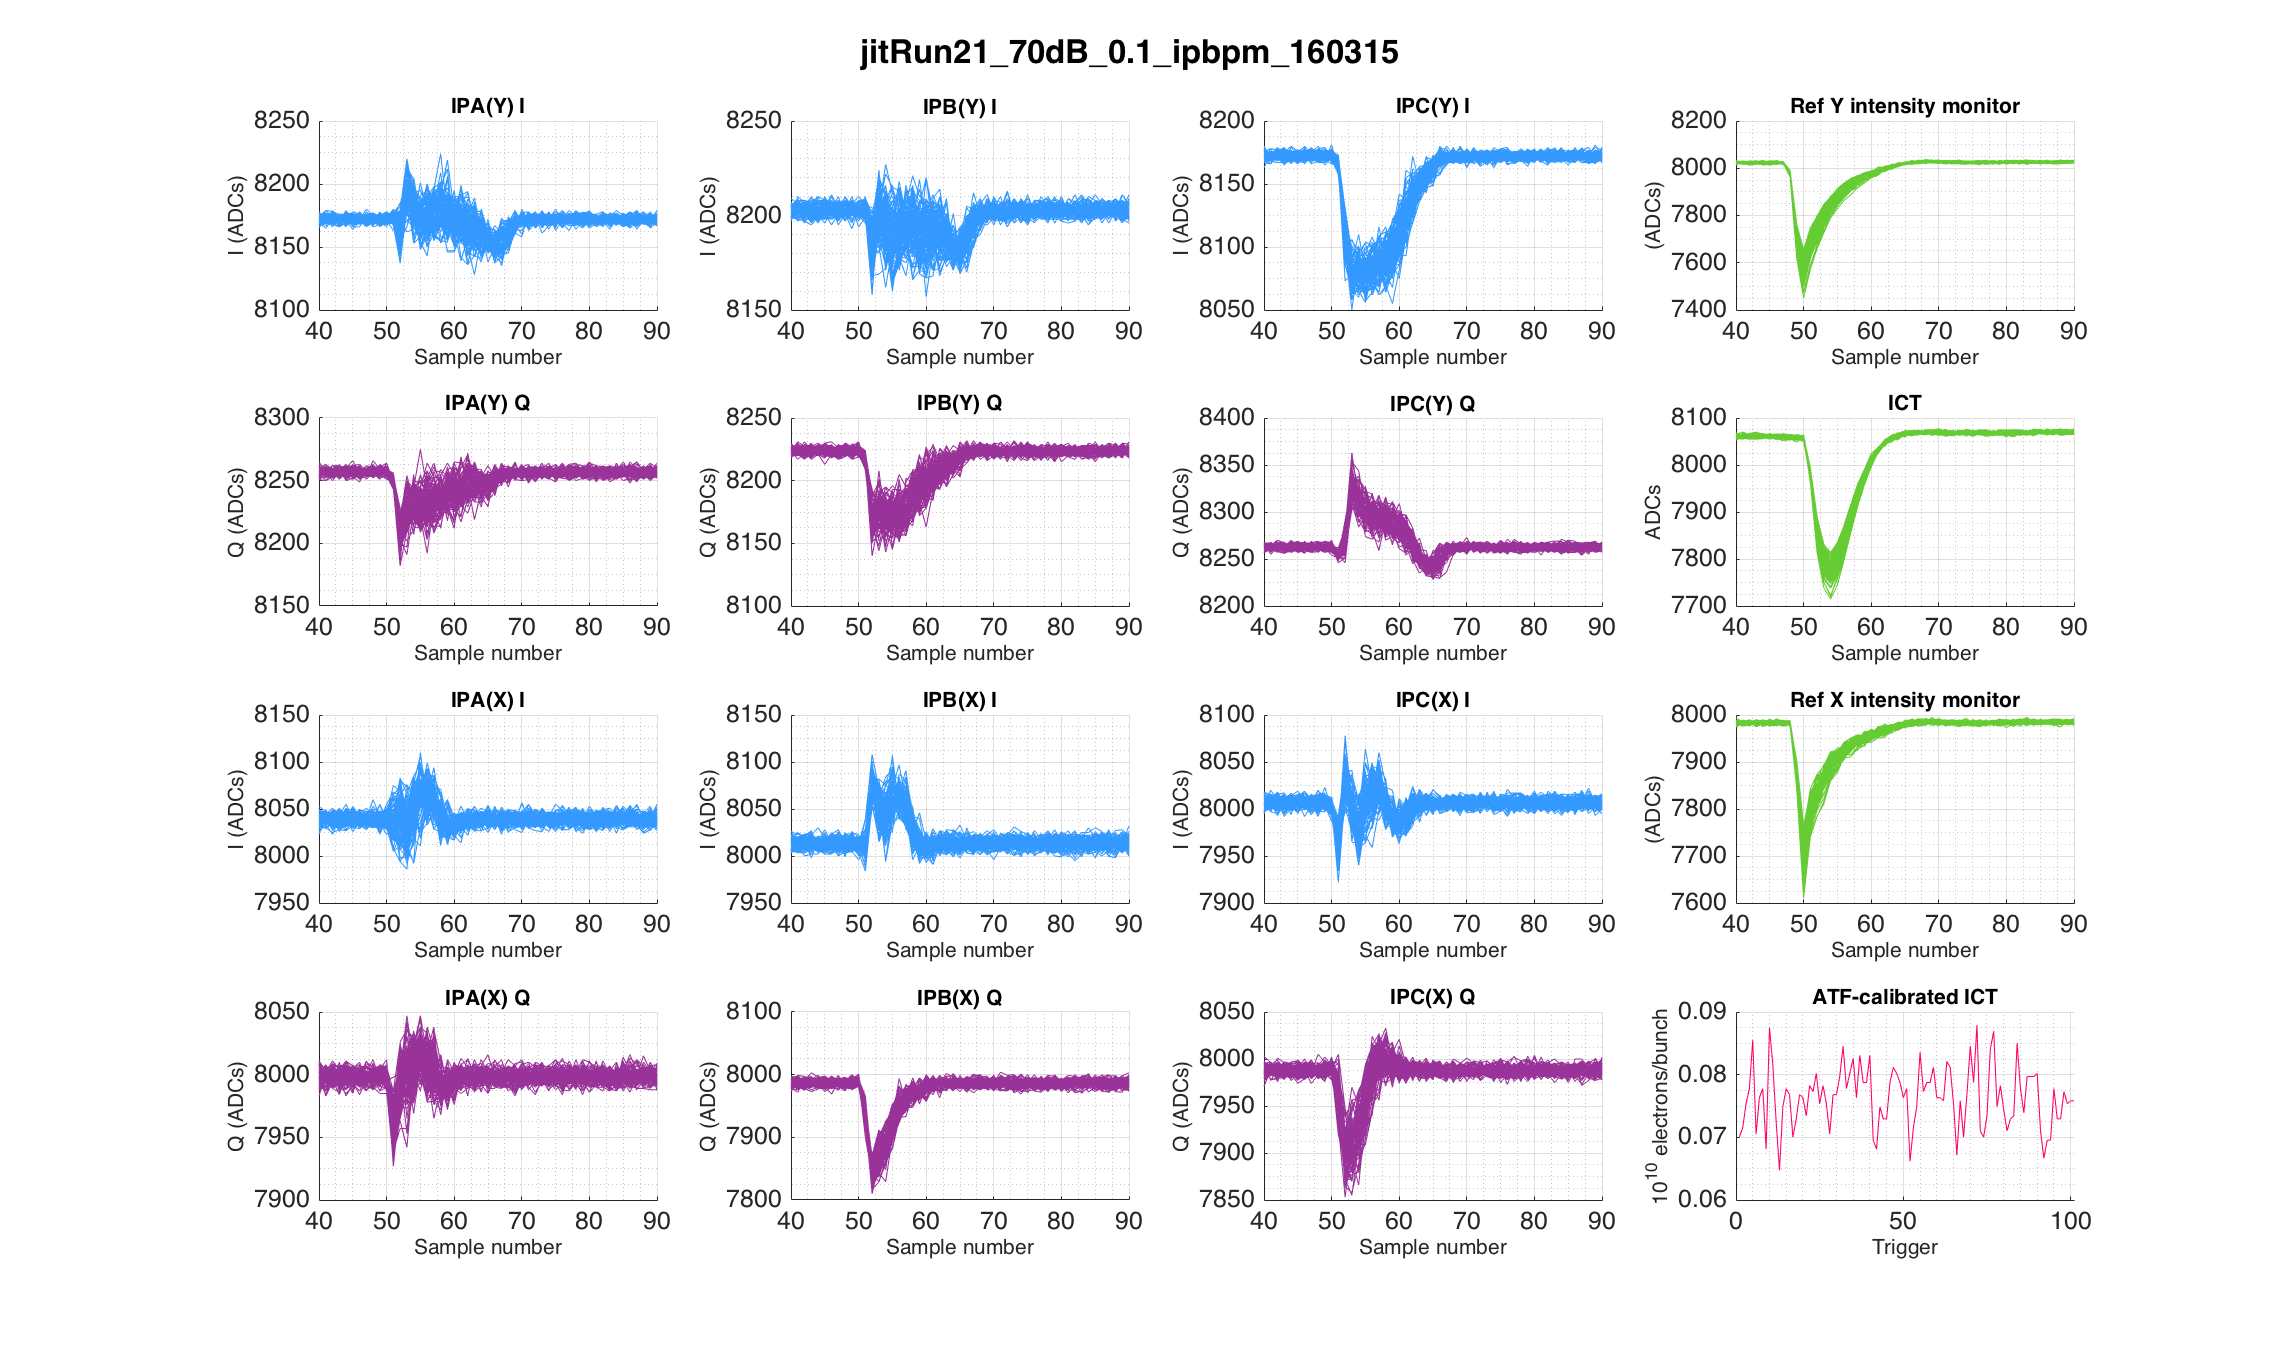 jitRun21_70dB_0.1_ipbpm_160315
IPA(Y) I
8250
8200
8150
8100
I (ADCs)
40 50 60 70 80 90
Sample number
IPB(Y) I
8250
8200
8150
I (ADCs)
40 50 60 70 80 90
Sample number
IPC(Y) I
8200
8150
8100
8050
I (ADCs)
40 50 60 70 80 90
Sample number
Ref Y intensity monitor
8200
8000
7800
7600
7400
(ADCs)
40 50 60 70 80 90
Sample number
IPA(Y) Q
8300
8250
8200
8150
Q (ADCs)
40 50 60 70 80 90
Sample number
IPB(Y) Q
8250
8200
8150
8100
Q (ADCs)
40 50 60 70 80 90
Sample number
IPC(Y) Q
8400
8350
8300
8250
8200
Q (ADCs)
40 50 60 70 80 90
Sample number
ICT
8100
8000
7900
7800
7700
ADCs
40 50 60 70 80 90
Sample number
IPA(X) I
8150
8100
8050
8000
7950
I (ADCs)
40 50 60 70 80 90
Sample number
IPB(X) I
8150
8100
8050
8000
7950
I (ADCs)
40 50 60 70 80 90
Sample number
IPC(X) I
8100
8050
8000
7950
7900
I (ADCs)
40 50 60 70 80 90
Sample number
Ref X intensity monitor
8000
7900
7800
7700
7600
(ADCs)
40 50 60 70 80 90
Sample number
IPA(X) Q
8050
8000
7950
7900
Q (ADCs)
40 50 60 70 80 90
Sample number
IPB(X) Q
8100
8000
7900
7800
Q (ADCs)
40 50 60 70 80 90
Sample number
IPC(X) Q
8050
8000
7950
7900
7850
Q (ADCs)
40 50 60 70 80 90
Sample number
ATF-calibrated ICT
0.09
0.08
0.07
0.06
10^10 electrons/bunch
0 50 100
Trigger